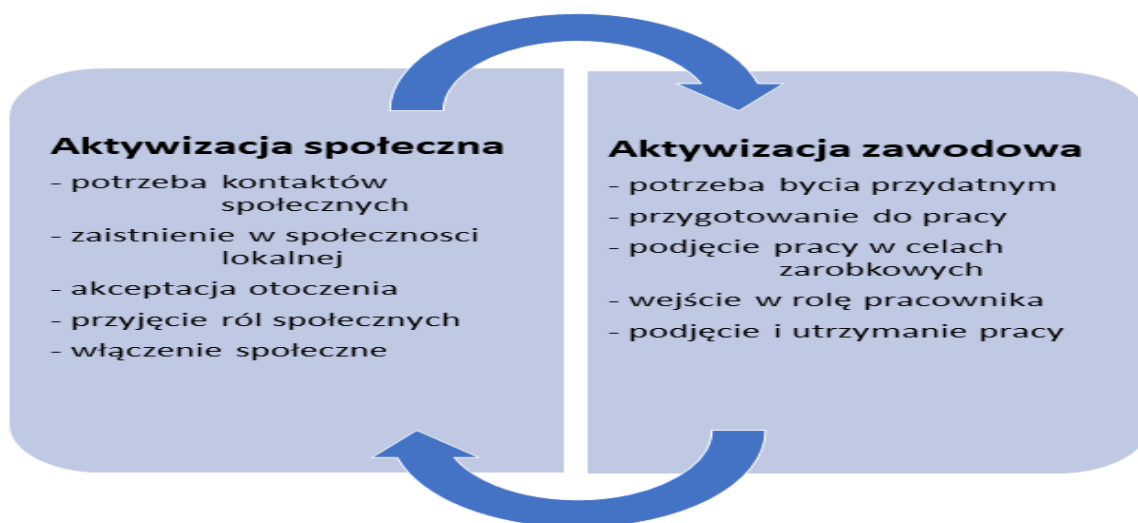 Aktywizacja społeczna
- potrzeba kontaktów
społecznych
- zaistnienie w społecznosci
lokalnej
- akceptacja otoczenia
- przyjęcie ról społecznych
- włączenie społeczne
Aktywizacja zawodowa
- potrzeba bycia przydatnym
- przygotowanie do pracy
- podjęcie pracy w celach
zarobkowych
- wejście w rolę pracownika
- podjęcie i utrzymanie pracy